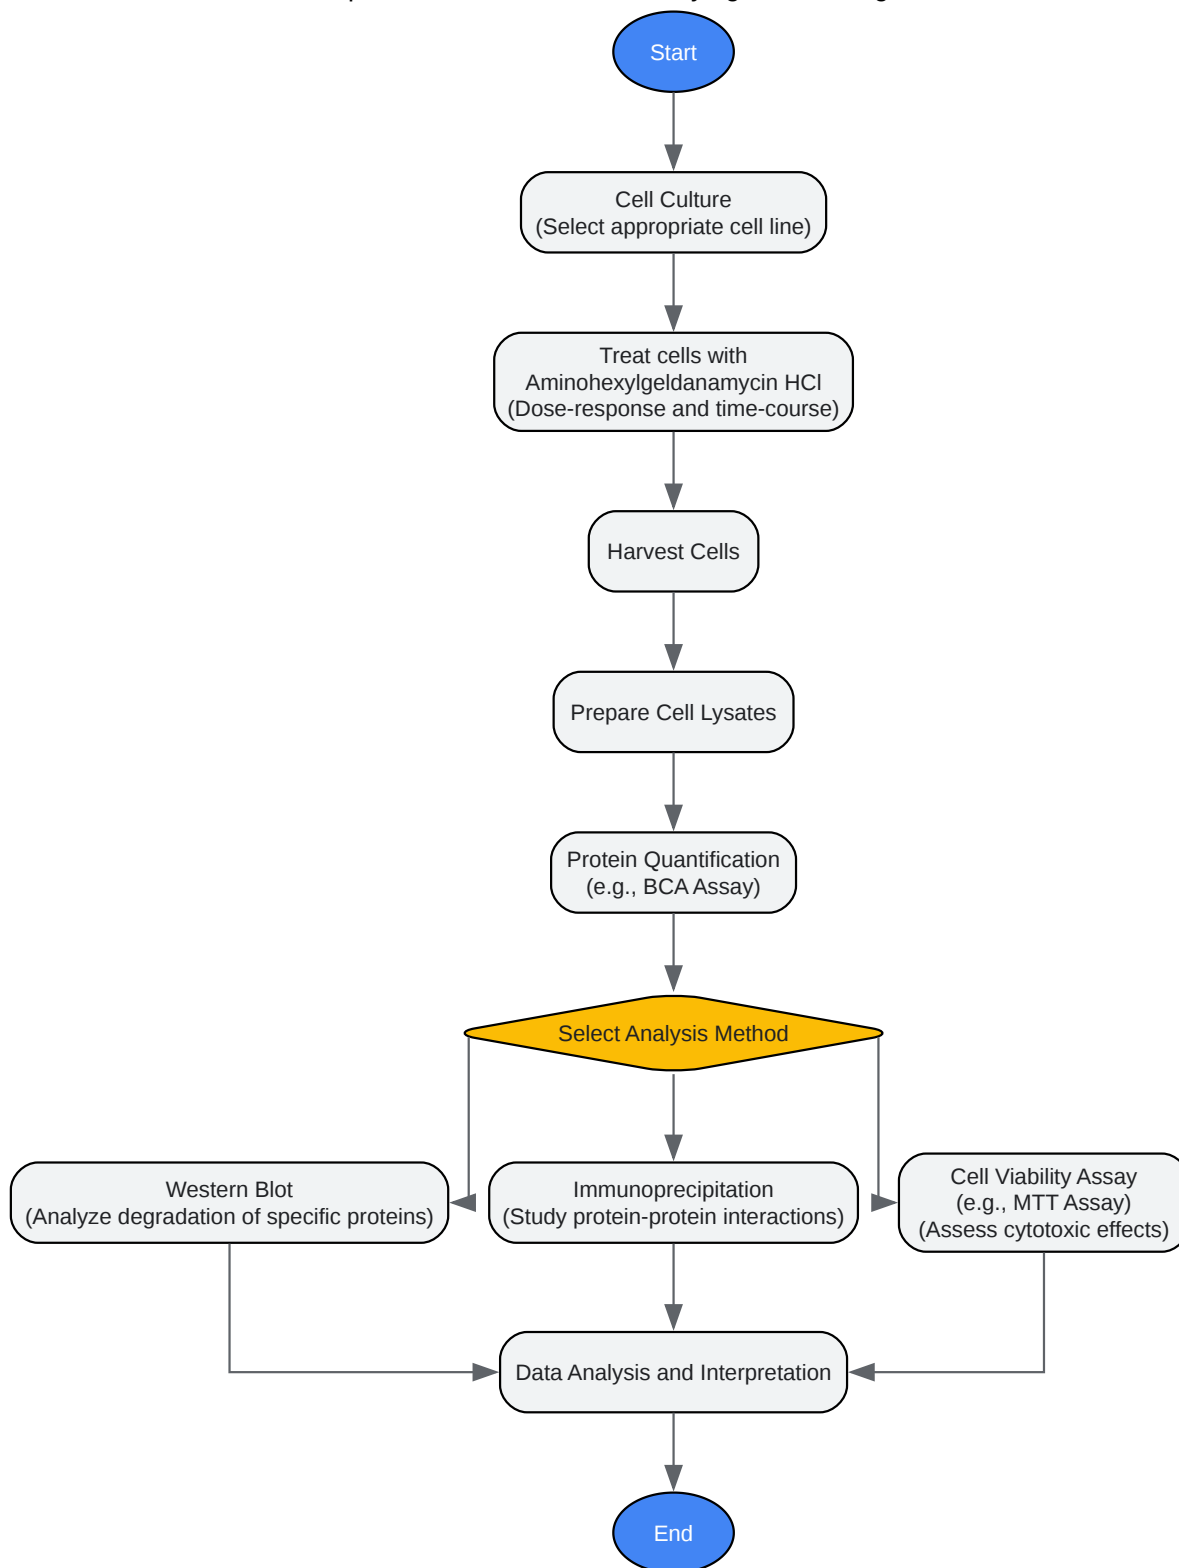 Start
Cell Culture
(Select appropriate cell line)
Treat cells with
Aminohexylgeldanamycin HCl
(Dose-response and time-course)
Harvest Cells
Prepare Cell Lysates
Protein Quantification
(e.g., BCA Assay)
Select Analysis Method
Western Blot
(Analyze degradation of specific proteins)
Immunoprecipitation
(Study protein-protein interactions)
Cell Viability Assay
(e.g., MTT Assay)
(Assess cytotoxic effects)
Data Analysis and Interpretation
End